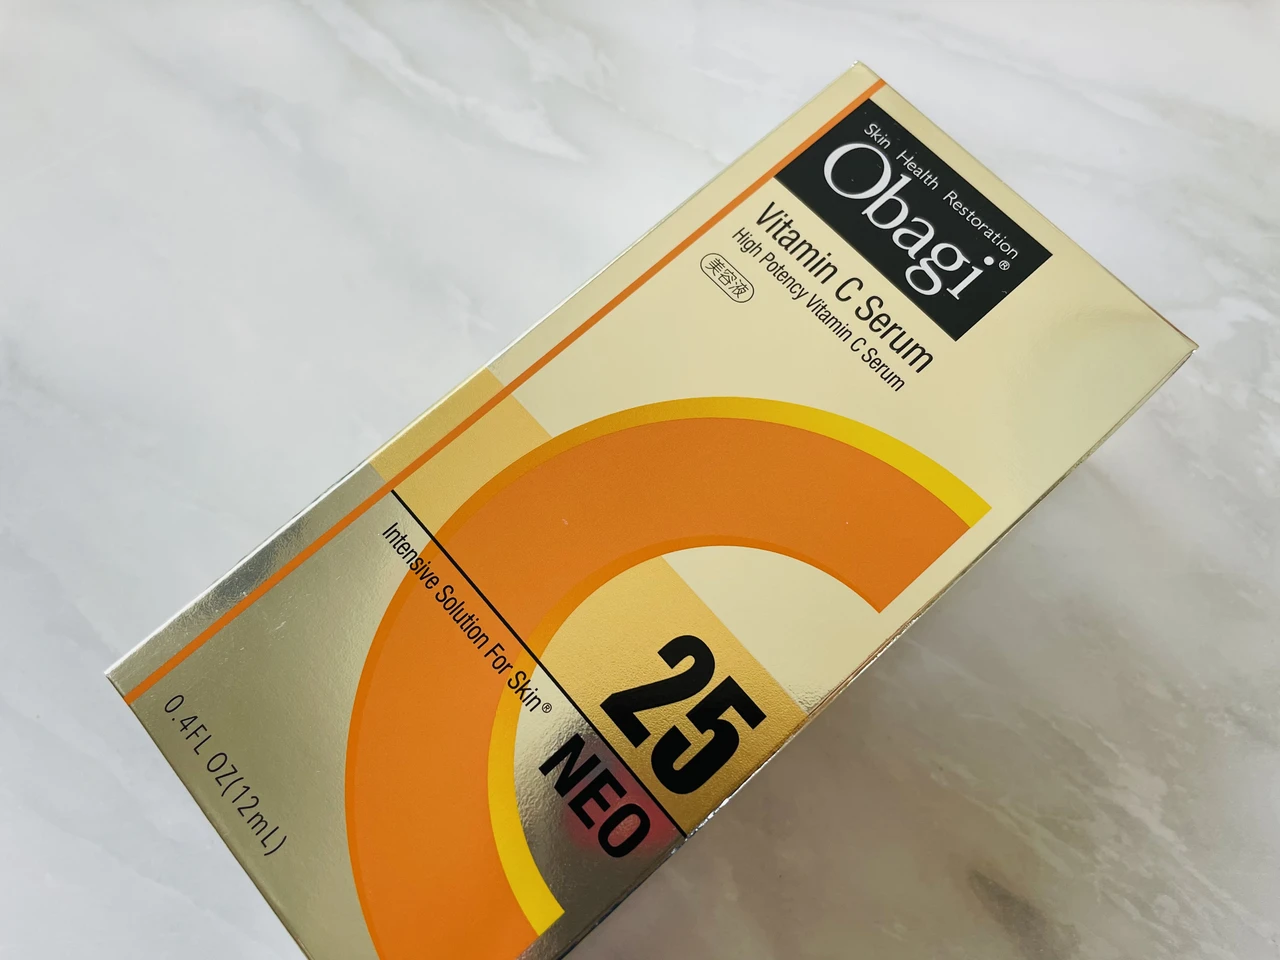 Skin Health Restoration
Obagi®
Vitamin C Serum
High Potency Vitamin C Serum
美容液
25
NEO
Intensive Solution For Skin®
0.4FL OZ(12mL)